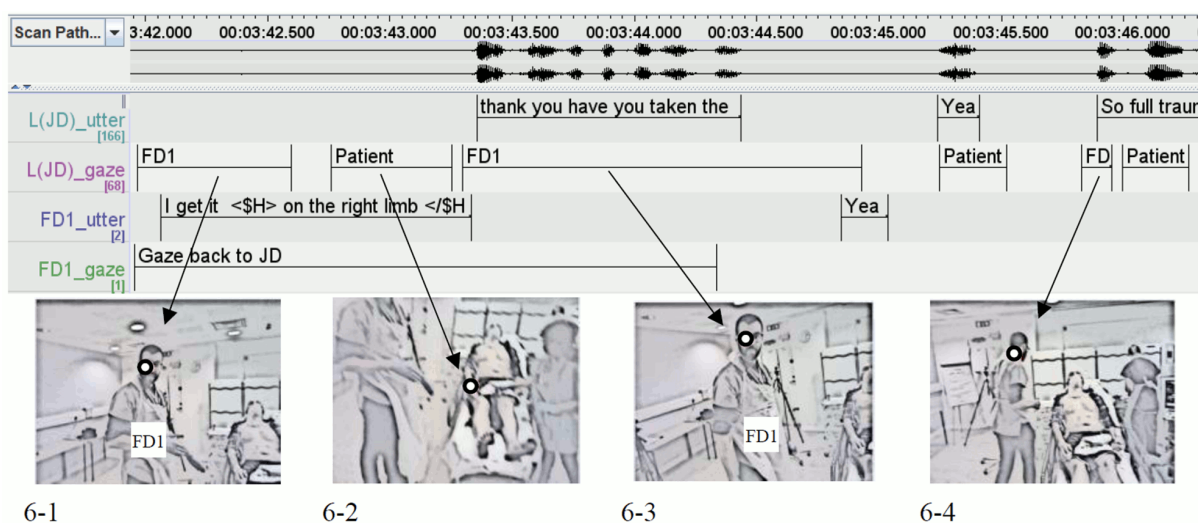 Scan Path...
3:42.000 00:03:42.500 00:03:43.000 00:03:43.500 00:03:44.000 00:03:44.500 00:03:45.000 00:03:45.500 00:03:46.000
L(JD)_utter [166] thank you have you taken the Yea So full traur
L(JD)_gaze [68] FD1 Patient FD1 Patient FD Patient
FD1_utter [2] I get it <$H> on the right limb </$H Yea
FD1_gaze [1] Gaze back to JD
FD1 FD1
6-1 6-2 6-3 6-4